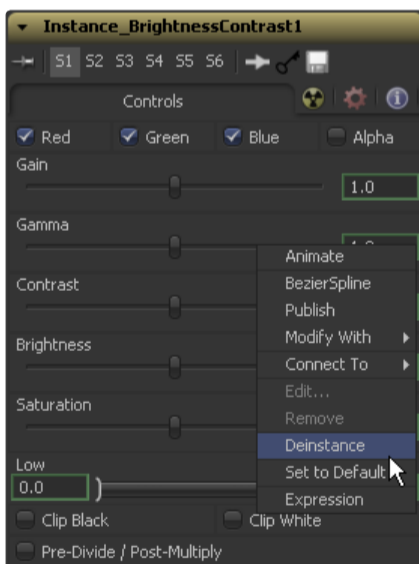 Instance_BrightnessContrast1
S1 S2 S3 S4 S5 S6
Controls
Red Green Blue Alpha
Gain
1.0
Gamma
Animate
Contrast
BezierSpline
Publish
Modify With
Brightness
Connect To
Edit...
Saturation
Remove
Deinstance
Low
Set to Default
0.0
Expression
Clip Black Clip White
Pre-Divide / Post-Multiply